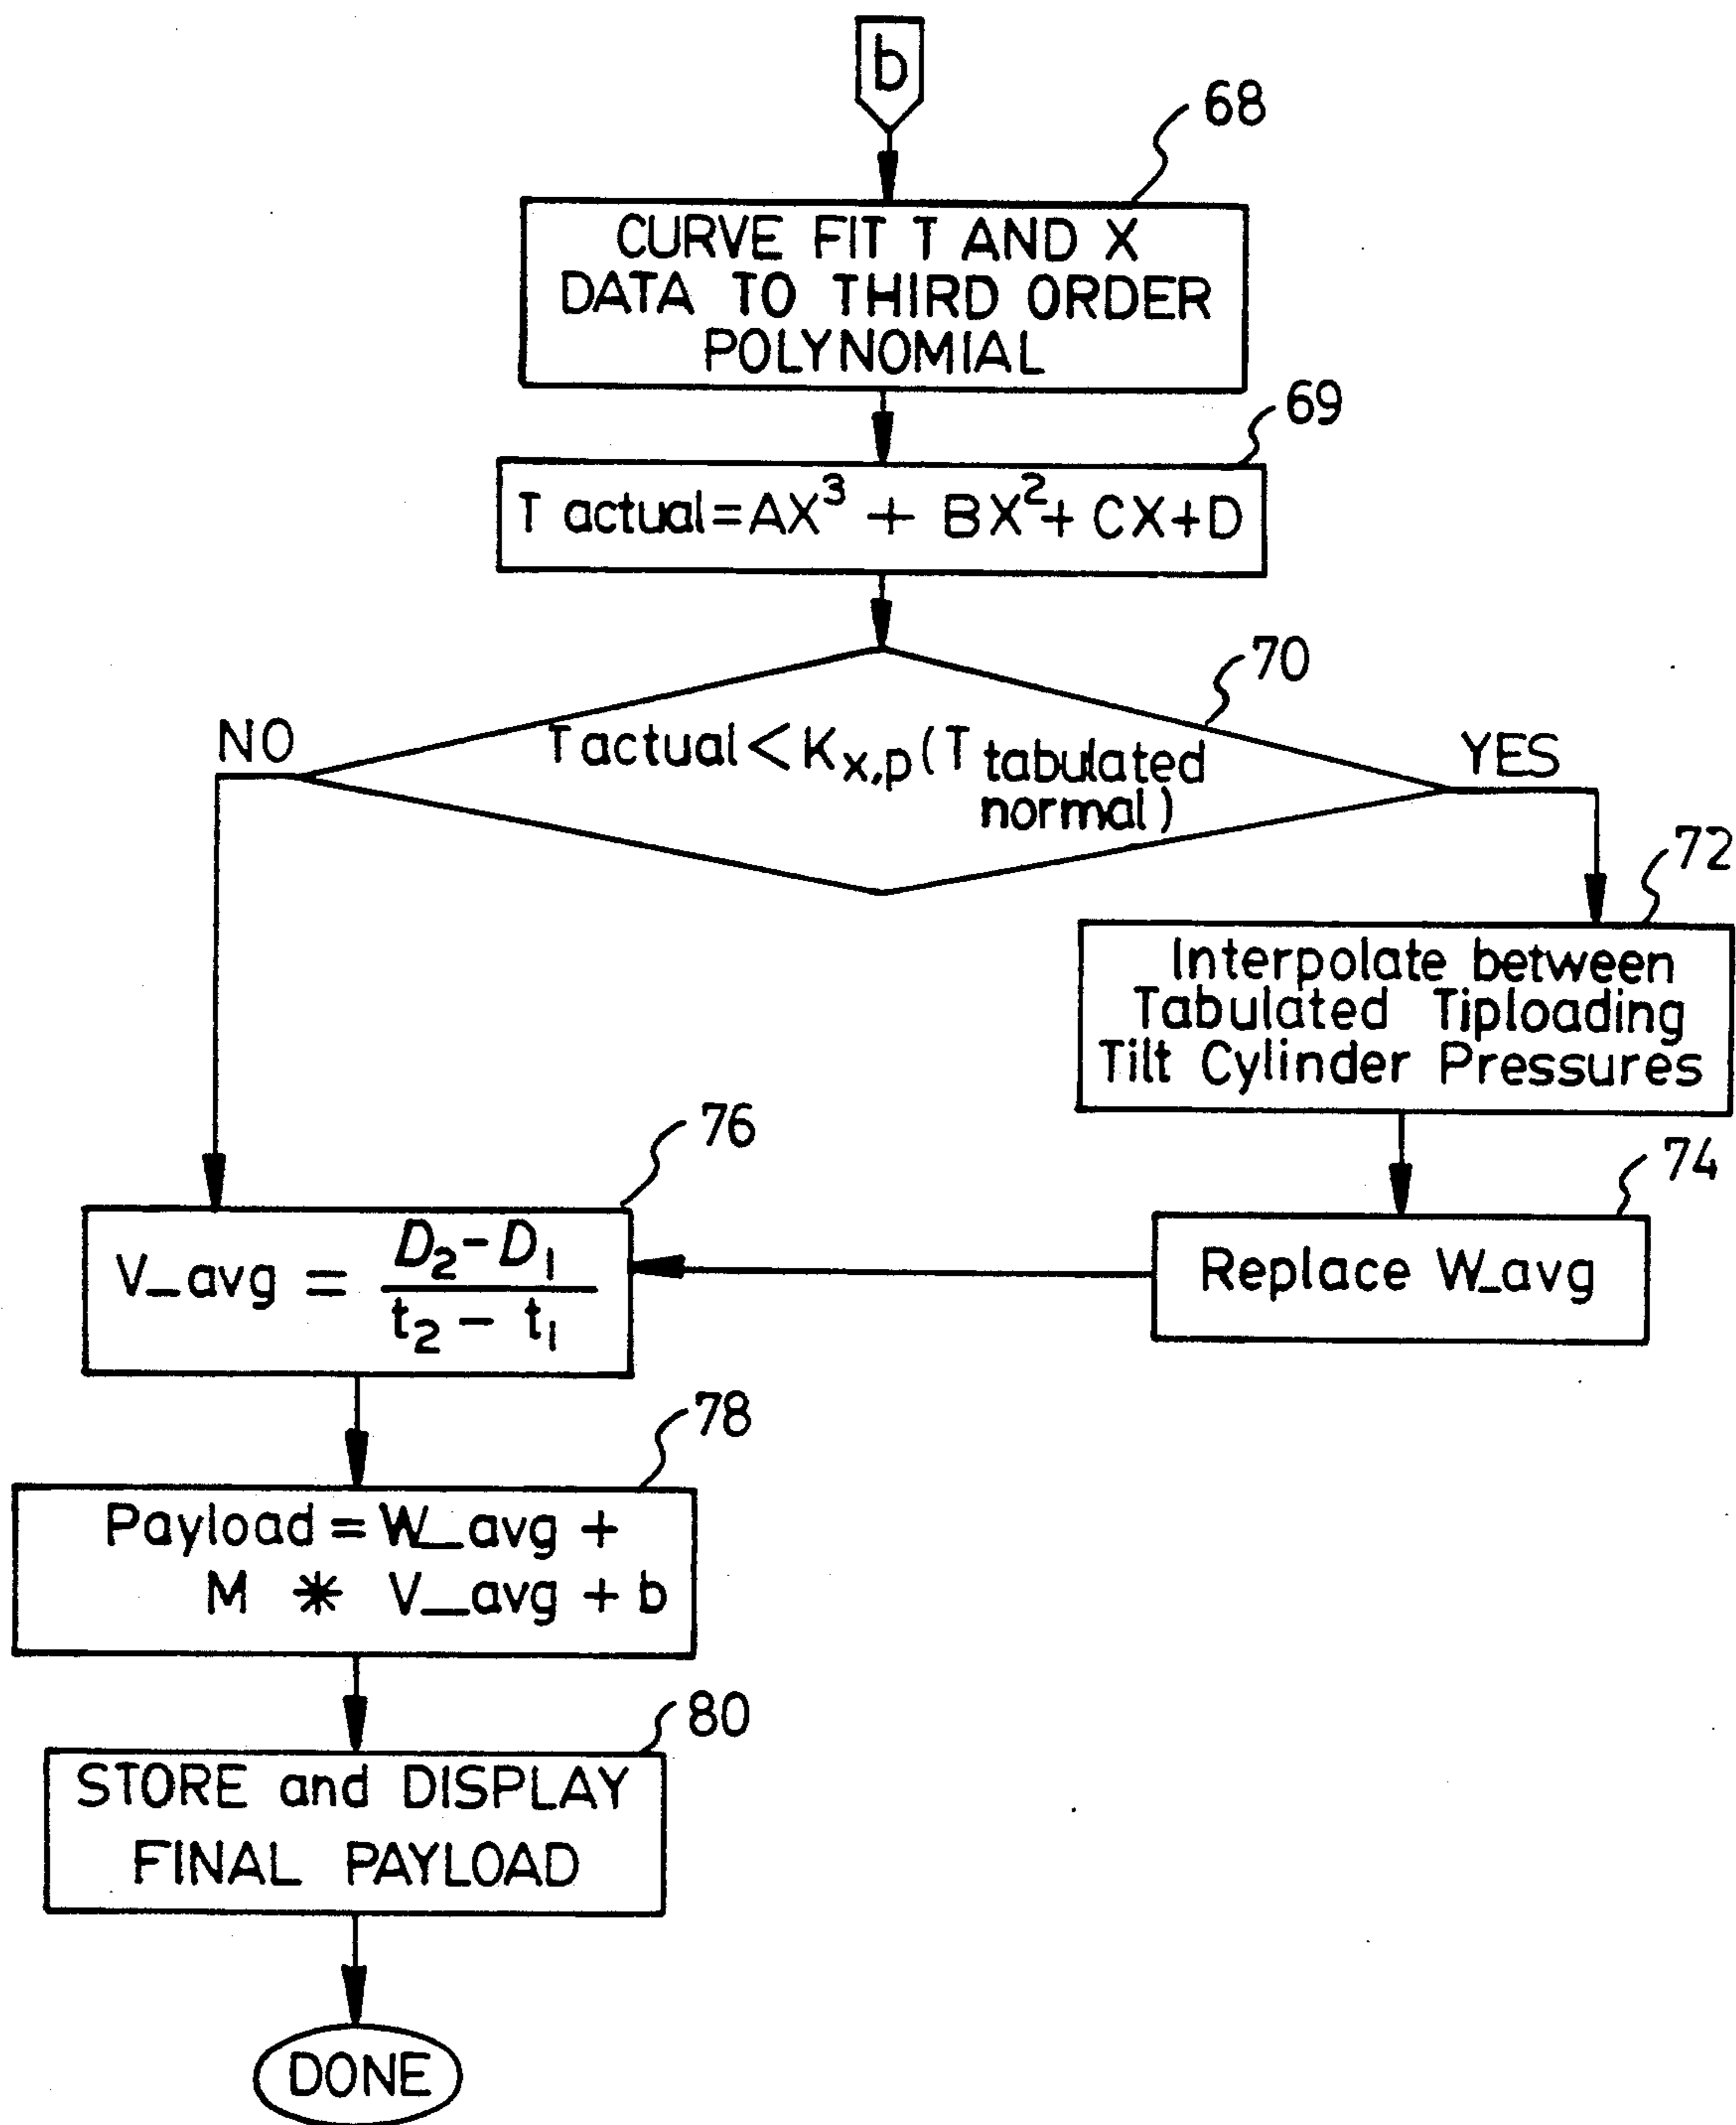 b
68
CURVE FIT T AND X
DATA TO THIRD ORDER
POLYNOMIAL
69
T actual = AX³ + BX² + CX + D
70
NO
T actual < K x,p (T tabulated
normal)
YES
72
Interpolate between
Tabulated Tiploading
Tilt Cylinder Pressures
74
Replace W_avg
76
V_avg = D₂ - D₁
t₂ - t₁
78
Payload = W_avg +
M * V_avg + b
80
STORE and DISPLAY
FINAL PAYLOAD
DONE